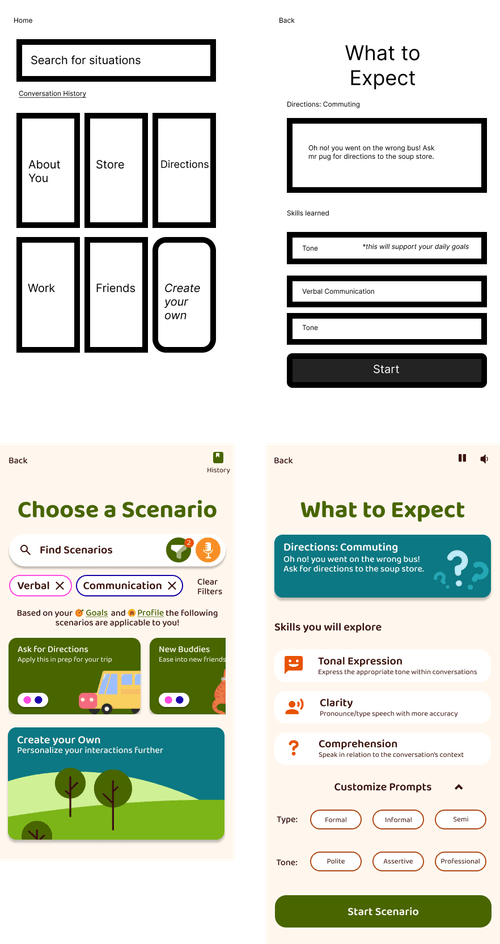 Home
Search for situations
Conversation History
About
You
Store
Directions
Work
Friends
Create
your
own
Back
What to
Expect
Directions: Commuting
Oh no! you went on the wrong bus! Ask
mr pug for directions to the soup store.
Skills learned
Tone
*this will support your daily goals
Verbal Communication
Tone
Start
Back
History
Choose a Scenario
Find Scenarios
2
Verbal
Communication
Clear
Filters
Based on your Goals and Profile the following
scenarios are applicable to you!
Ask for Directions
Apply this in prep for your trip
New Buddies
Ease into new friends
Create your Own
Personalize your interactions further
Back
What to Expect
Directions: Commuting
Oh no! you went on the wrong bus!
Ask for directions to the soup store.
Skills you will explore
Tonal Expression
Express the appropriate tone within conversations
Clarity
Pronounce/type speech with more accuracy
Comprehension
Speak in relation to the conversation's context
Customize Prompts
Type:
Formal
Informal
Semi
Tone:
Polite
Assertive
Professional
Start Scenario